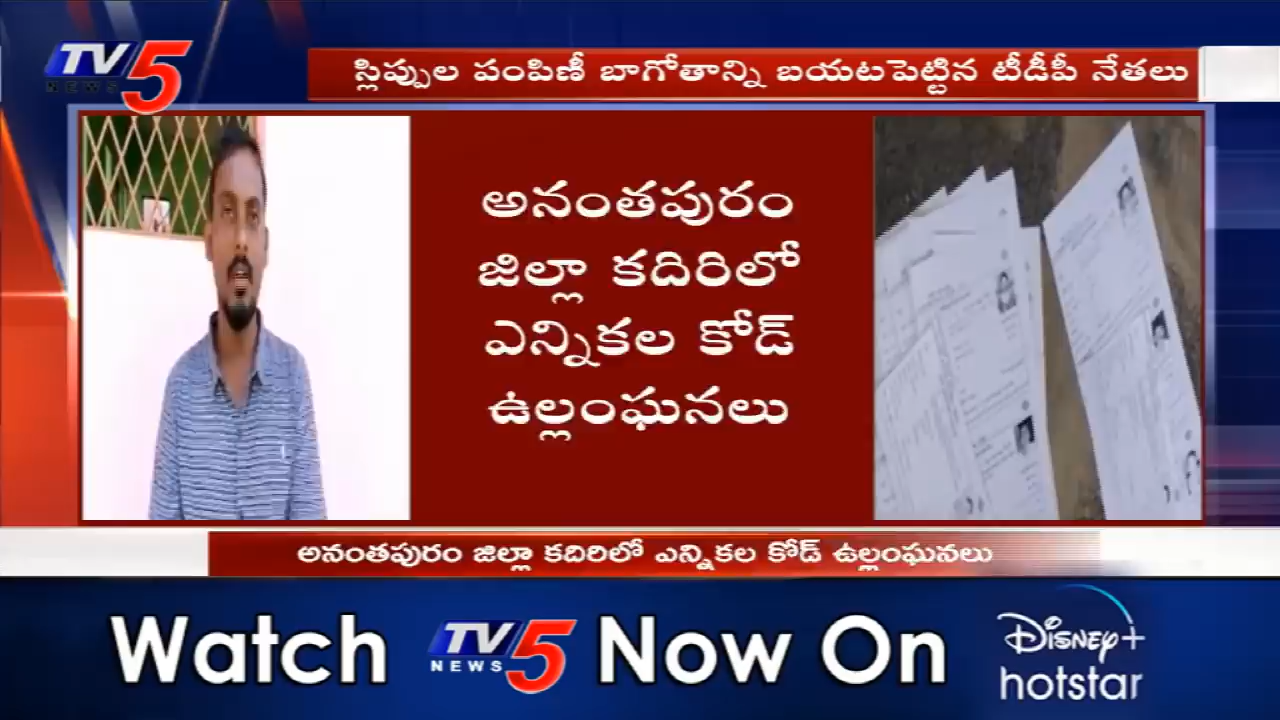 TV5
NEWS
స్లిప్పుల పంపిణీ బాగోతాన్ని బయటపెట్టిన టీడీపీ నేతలు
అనంతపురం
జిల్లా కదిరిలో
ఎన్నికల కోడ్
ఉల్లంఘనలు
అనంతపురం జిల్లా కదిరిలో ఎన్నికల కోడ్ ఉల్లంఘనలు
Watch TV5 NEWS Now On Disney+ hotstar